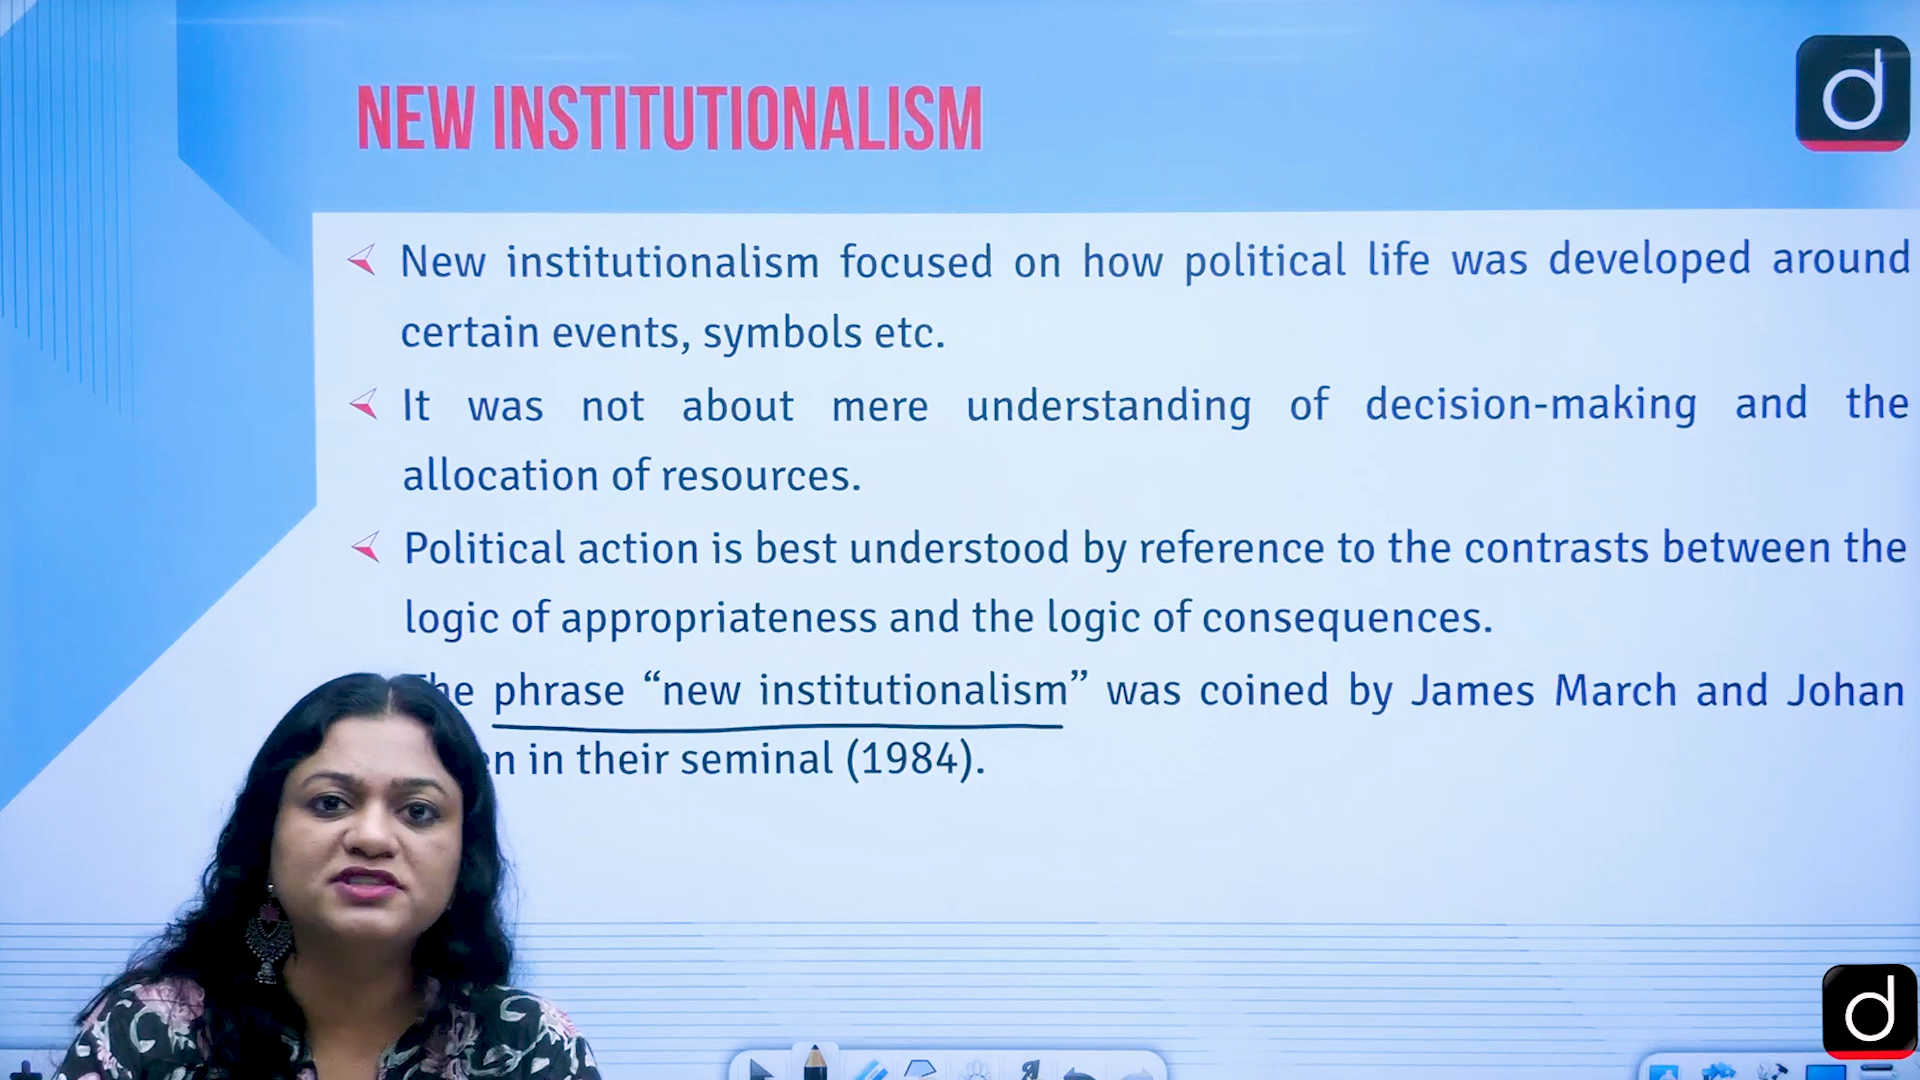 NEW INSTITUTIONALISM
d
New institutionalism focused on how political life was developed around
certain events, symbols etc.
It was not about mere understanding of decision-making and the
allocation of resources.
Political action is best understood by reference to the contrasts between the
logic of appropriateness and the logic of consequences.
The phrase “new institutionalism” was coined by James March and Johan
in their seminal (1984).
d